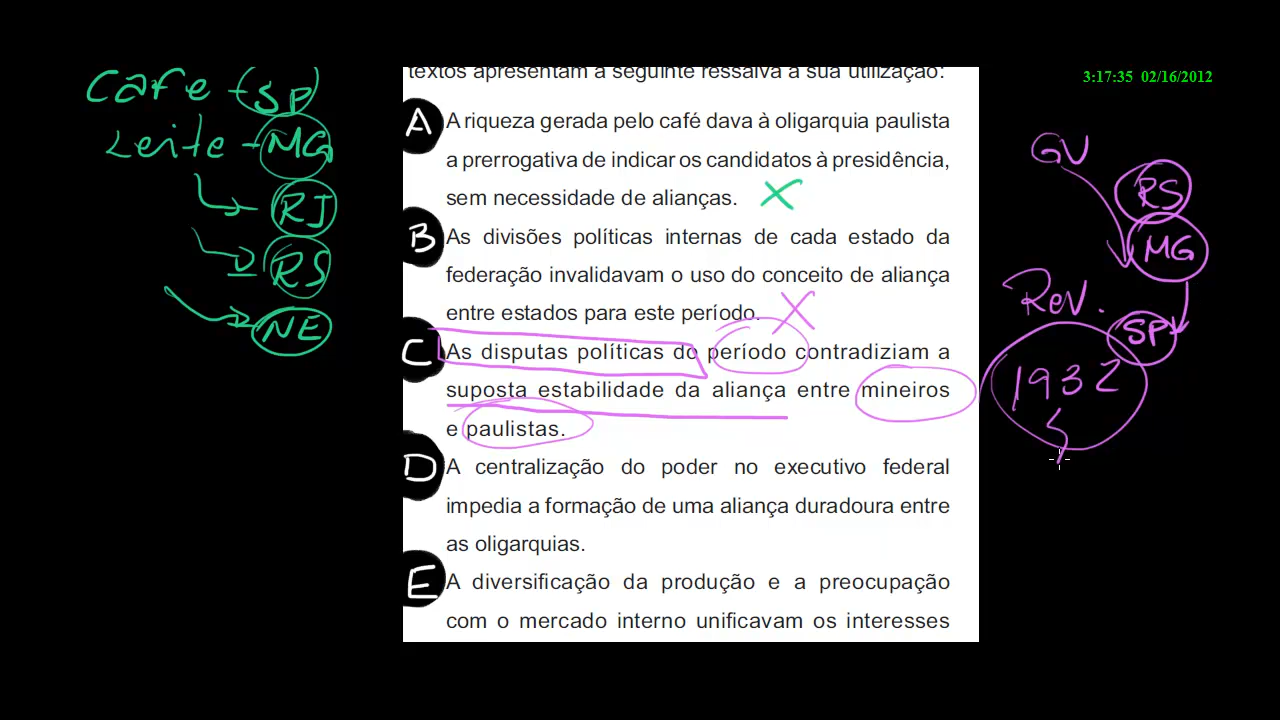 Café - SP
Leite - MG
RJ
RS
NE
textos apresentam a seguinte ressalva à sua utilização:
A A riqueza gerada pelo café dava à oligarquia paulista
a prerrogativa de indicar os candidatos à presidência,
sem necessidade de alianças. X
B As divisões políticas internas de cada estado da
federação invalidavam o uso do conceito de aliança
entre estados para este período. X
C As disputas políticas do período contradiziam a
suposta estabilidade da aliança entre mineiros
e paulistas.
D A centralização do poder no executivo federal
impedia a formação de uma aliança duradoura entre
as oligarquias.
E A diversificação da produção e a preocupação
com o mercado interno unificavam os interesses
3:17:35 02/16/2012
GV
RS
MG
Rev.
SP
1932